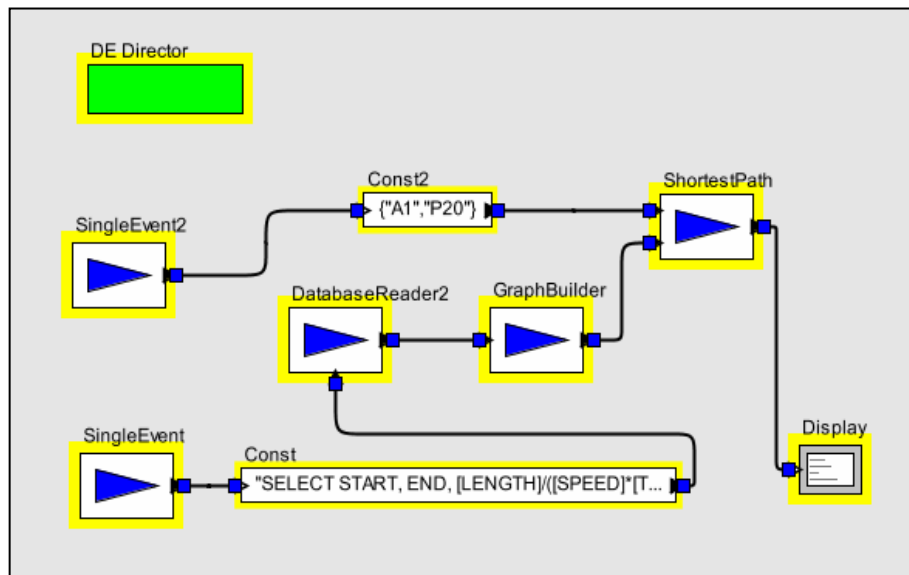 DE Director
Const2
ShortestPath
{"A1","P20"}
SingleEvent2
DatabaseReader2
GraphBuilder
SingleEvent
Const
Display
"SELECT START, END, [LENGTH]/([SPEED]*[T...